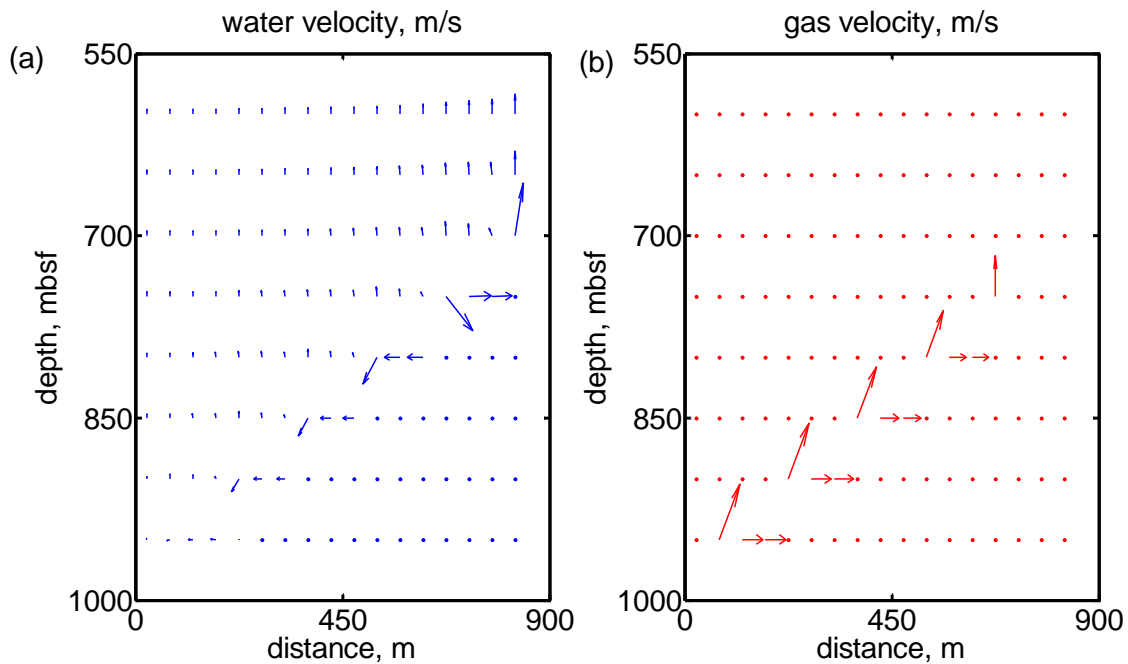 water velocity, m/s
gas velocity, m/s
(a)
(b)
550
700
850
1000
depth, mbsf
0
450
900
distance, m
550
700
850
1000
depth, mbsf
0
450
900
distance, m